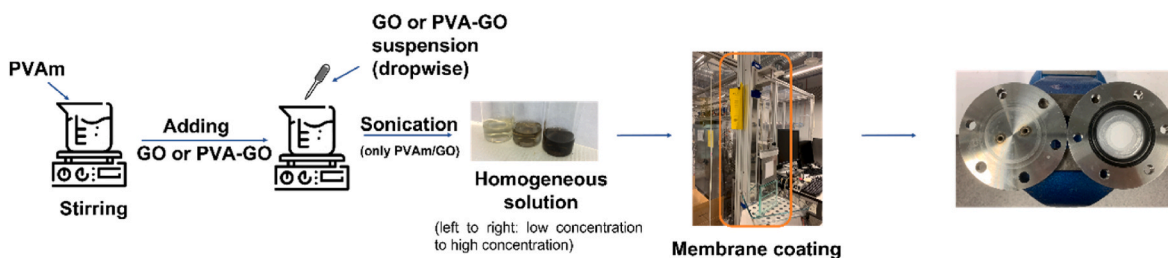 PVAm
Stirring
Adding
GO or PVA-GO
GO or PVA-GO
suspension
(dropwise)
Sonication
(only PVAm/GO)
Homogeneous
solution
(left to right: low concentration
to high concentration)
Membrane coating